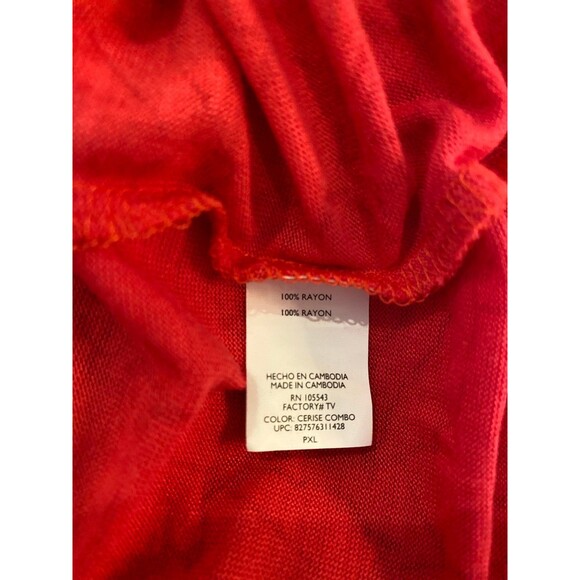 100% RAYON
100% RAYON
HECHO EN CAMBODIA
MADE IN CAMBODIA
RN 105543
FACTORY# TV
COLOR: CERISE COMBO
UPC: 827576311428
PXL